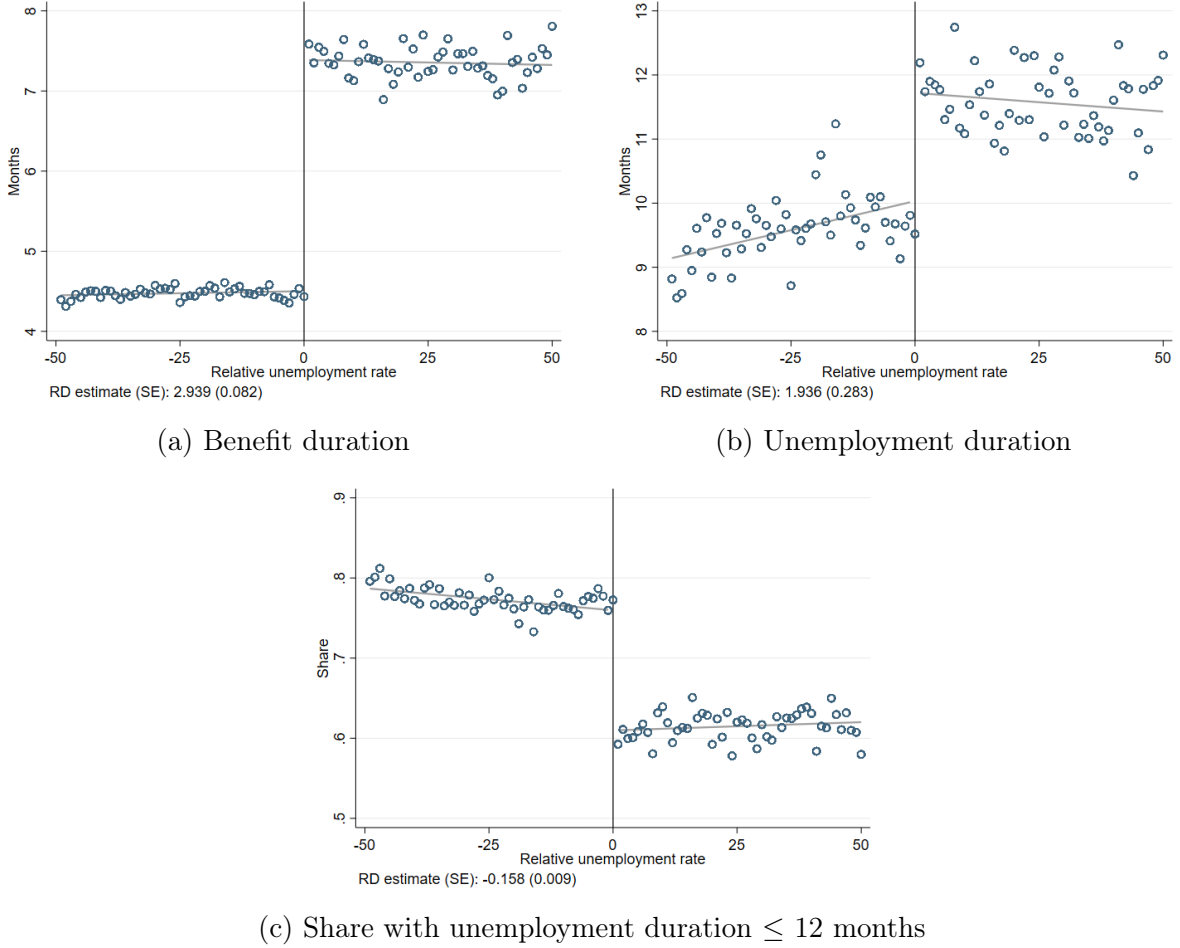 8
7
6
5
4
Months
-50
-25
0
25
50
Relative unemployment rate
RD estimate (SE): 2.939 (0.082)
(a) Benefit duration
13
12
11
10
9
8
Months
-50
-25
0
25
50
Relative unemployment rate
RD estimate (SE): 1.936 (0.283)
(b) Unemployment duration
.9
.8
.7
.6
.5
Share
-50
-25
0
25
50
Relative unemployment rate
RD estimate (SE): -0.158 (0.009)
(c) Share with unemployment duration ≤ 12 months